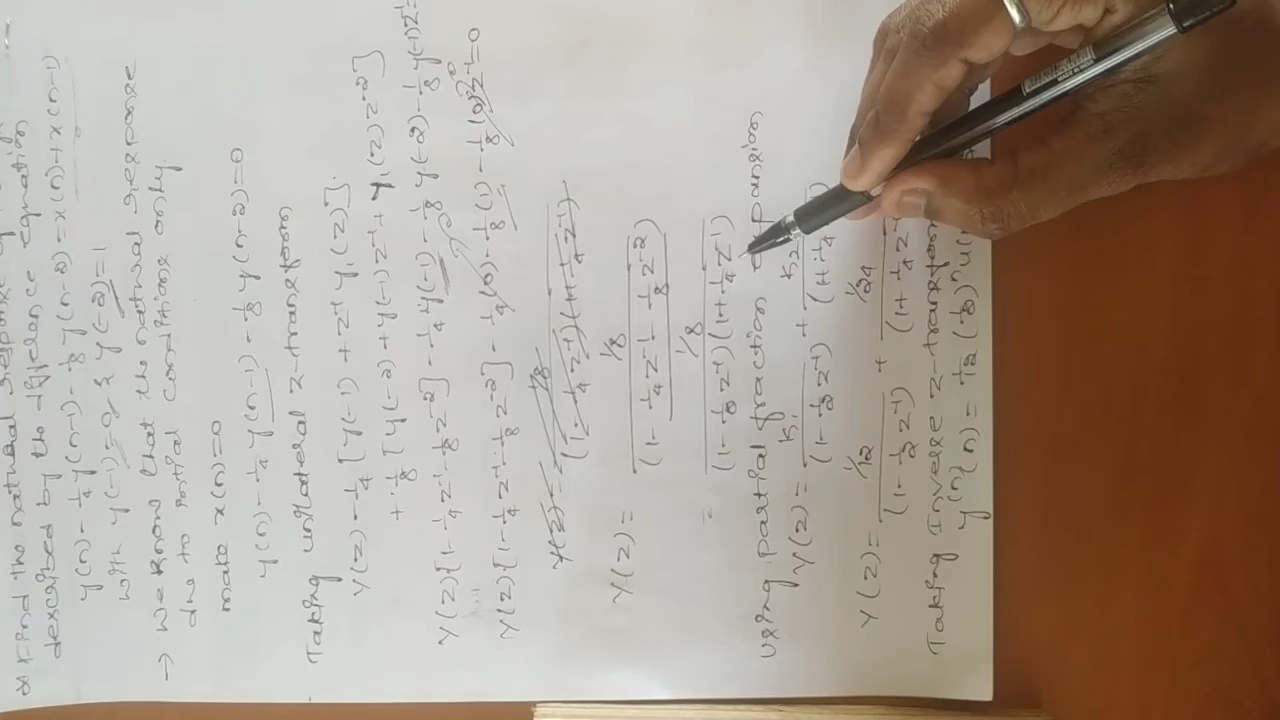 Find the natural response of
described by the difference equation
y(n) - 1/4 y(n-1) - 1/8 y(n-2) = x(n) + x(n-1)
with y(-1)=0 & y(-2)=1
→ we know that the natural response
due to initial conditions only.
make x(n)=0
y(n) - 1/4 y(n-1) - 1/8 y(n-2) = 0
Taking unilateral z-transform
Y(z) - 1/4 [y(-1) + z⁻¹ Y(z)].
+ 1/8 [y(-2) + y(-1) z⁻¹ + Y(z) z⁻²]
Y(z) [1 - 1/4 z⁻¹ - 1/8 z⁻²] - 1/4 y(-1) - 1/8 y(-2) - 1/8 y(-1) z⁻¹ =
Y(z) [1 - 1/4 z⁻¹ - 1/8 z⁻²] - 1/4 (0) - 1/8 (1) - 1/8 (0) z⁻¹ = 0
Y(z) = 1/8 / (1 - 1/4 z⁻¹)(1 + 1/4 z⁻¹)
Y(z) = 1/8 / (1 - 1/4 z⁻¹ - 1/8 z⁻²)
= 1/8 / (1 - 1/2 z⁻¹)(1 + 1/4 z⁻¹)
using partial fraction expansion
Y(z) = K₁ / (1 - 1/2 z⁻¹) + K₂ / (1 + 1/4
Y(z) = 1/12 / (1 - 1/2 z⁻¹) + 1/24 / (1 + 1/4 z⁻
Taking Inverse z-transform
yⁿ(n) = 1/12 (1/2)ⁿ u(n
MADE IN INDIA